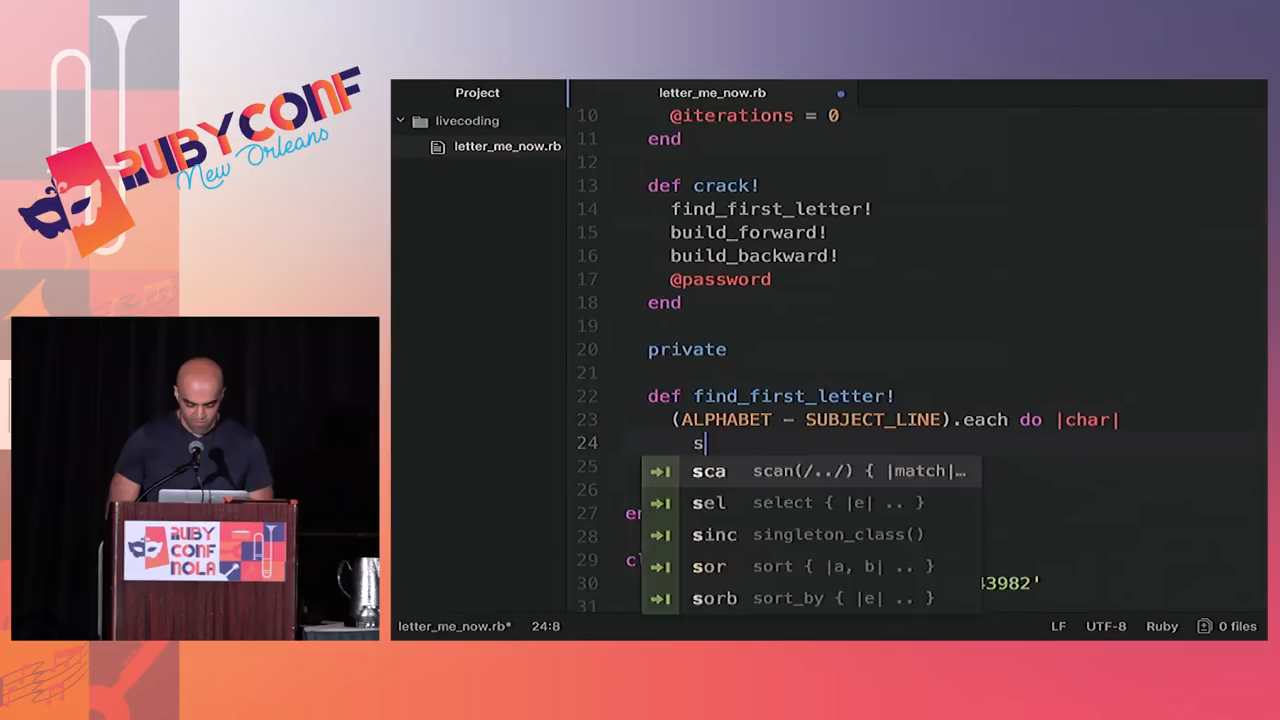 RUBYCONF
New Orleans
RUBY
CONF
NOLA
Project
livecoding
letter_me_now.rb
letter_me_now.rb
10 @iterations = 0
11 end
12
13 def crack!
14 find_first_letter!
15 build_forward!
16 build_backward!
17 @password
18 end
19
20 private
21
22 def find_first_letter!
23 (ALPHABET - SUBJECT_LINE).each do |char|
24 s
25
26
27 en
28
29 cl
30 43982'
31
sca scan(/../) { |match|…
sel select { |e| .. }
sinc singleton_class()
sor sort { |a, b| .. }
sorb sort_by { |e| .. }
letter_me_now.rb* 24:8 LF UTF-8 Ruby 0 files